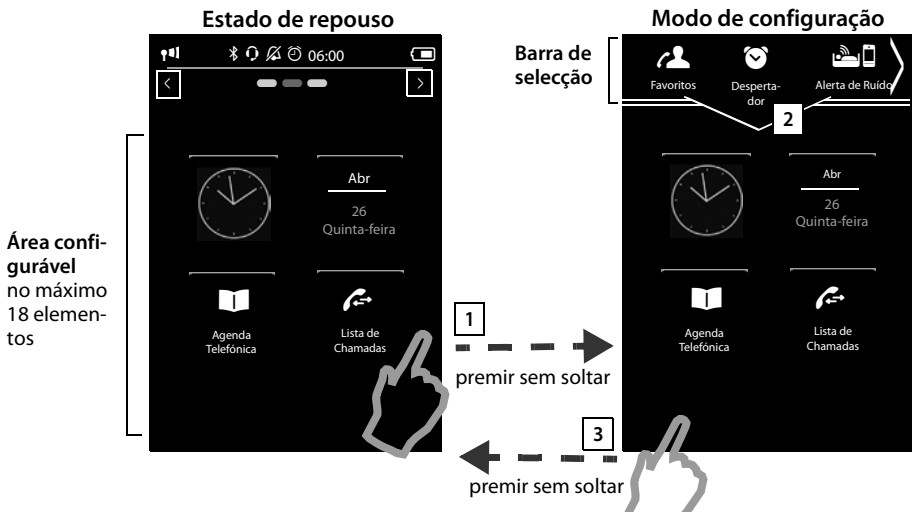 Estado de repouso
06:00
Abr
26
Quinta-feira
Agenda
Telefónica
Lista de
Chamadas
Área confi-
gurável
no máximo
18 elemen-
tos
1
premir sem soltar
3
premir sem soltar
Modo de configuração
Barra de
selecção
Favoritos
Desperta-
dor
Alerta de Ruído
2
Abr
26
Quinta-feira
Agenda
Telefónica
Lista de
Chamadas